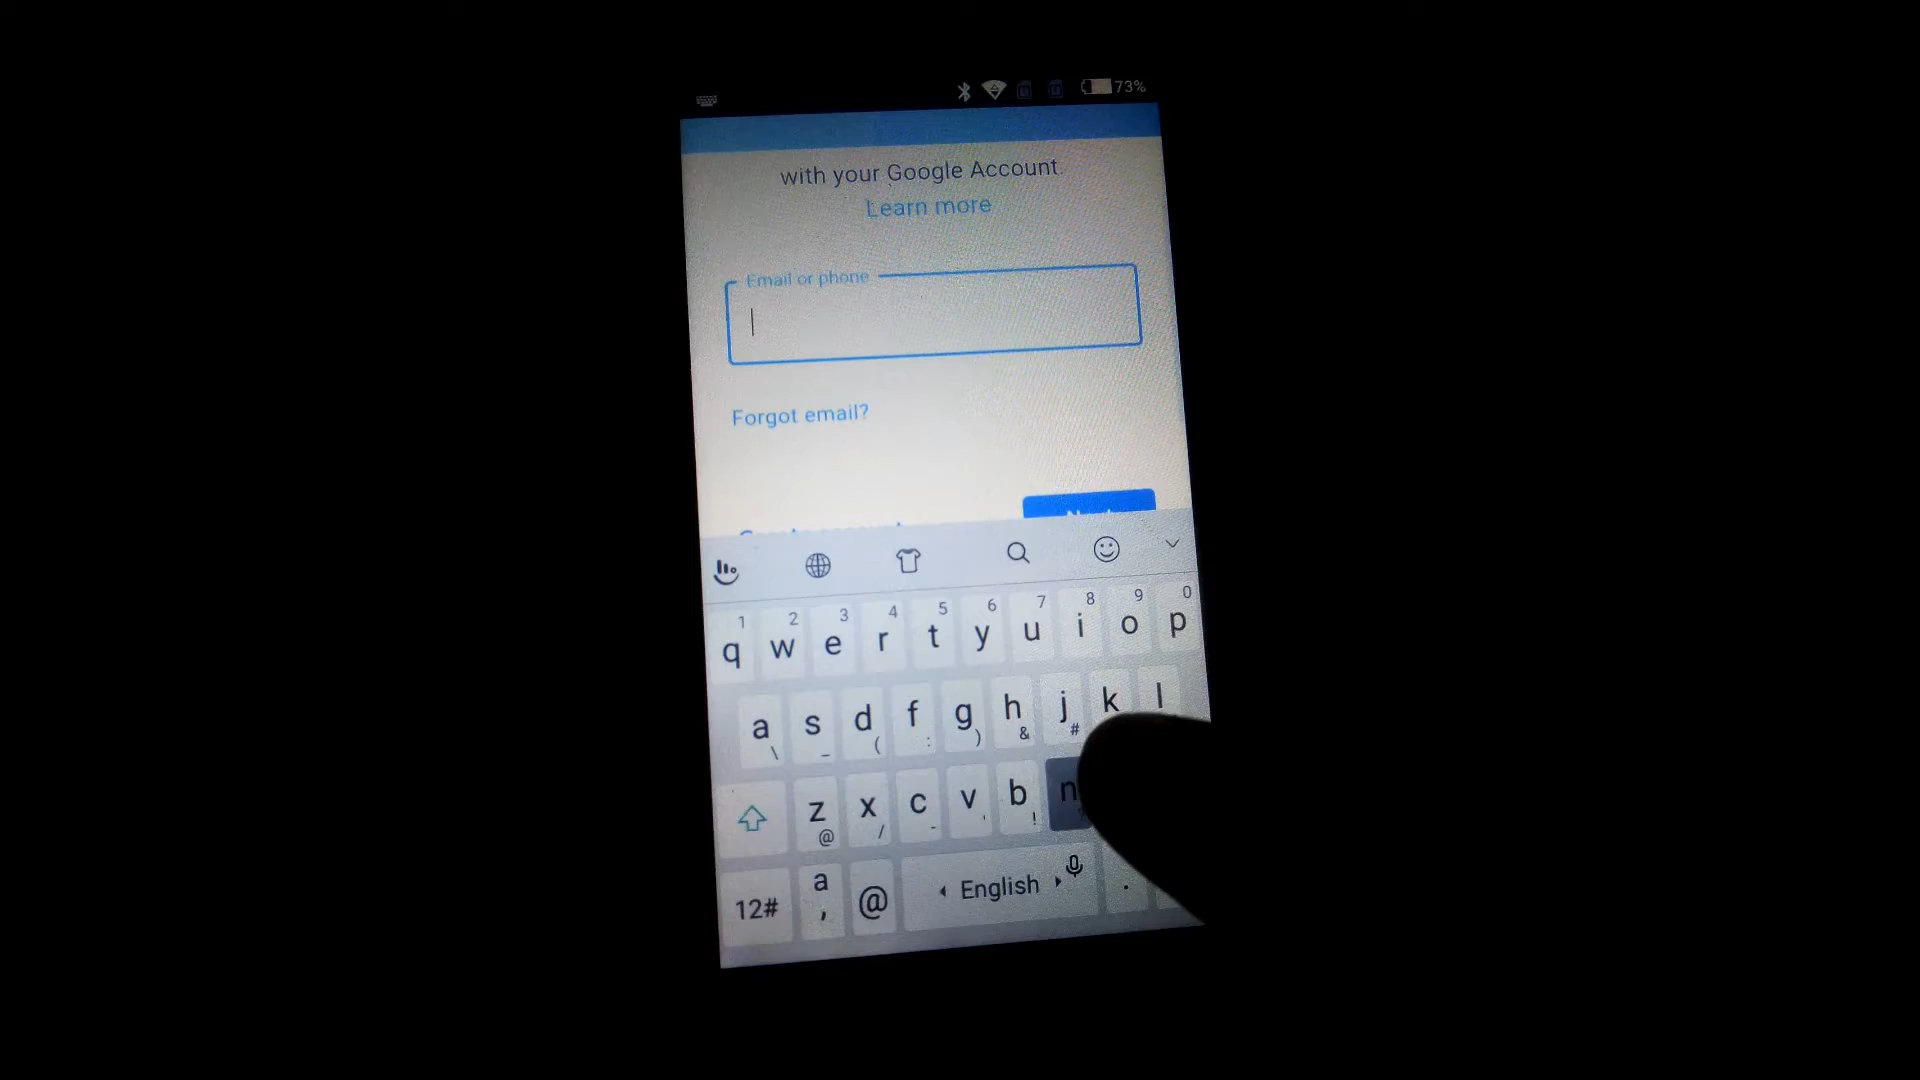 73%
with your Google Account.
Learn more
Email or phone
Forgot email?
1 2 3 4 5 6 7 8 9 0
q w e r t y u i o p
a s d f g h j k l
\ _ ( : ) & #
z x c v b n
@ / - ' !
12# a , @ English .